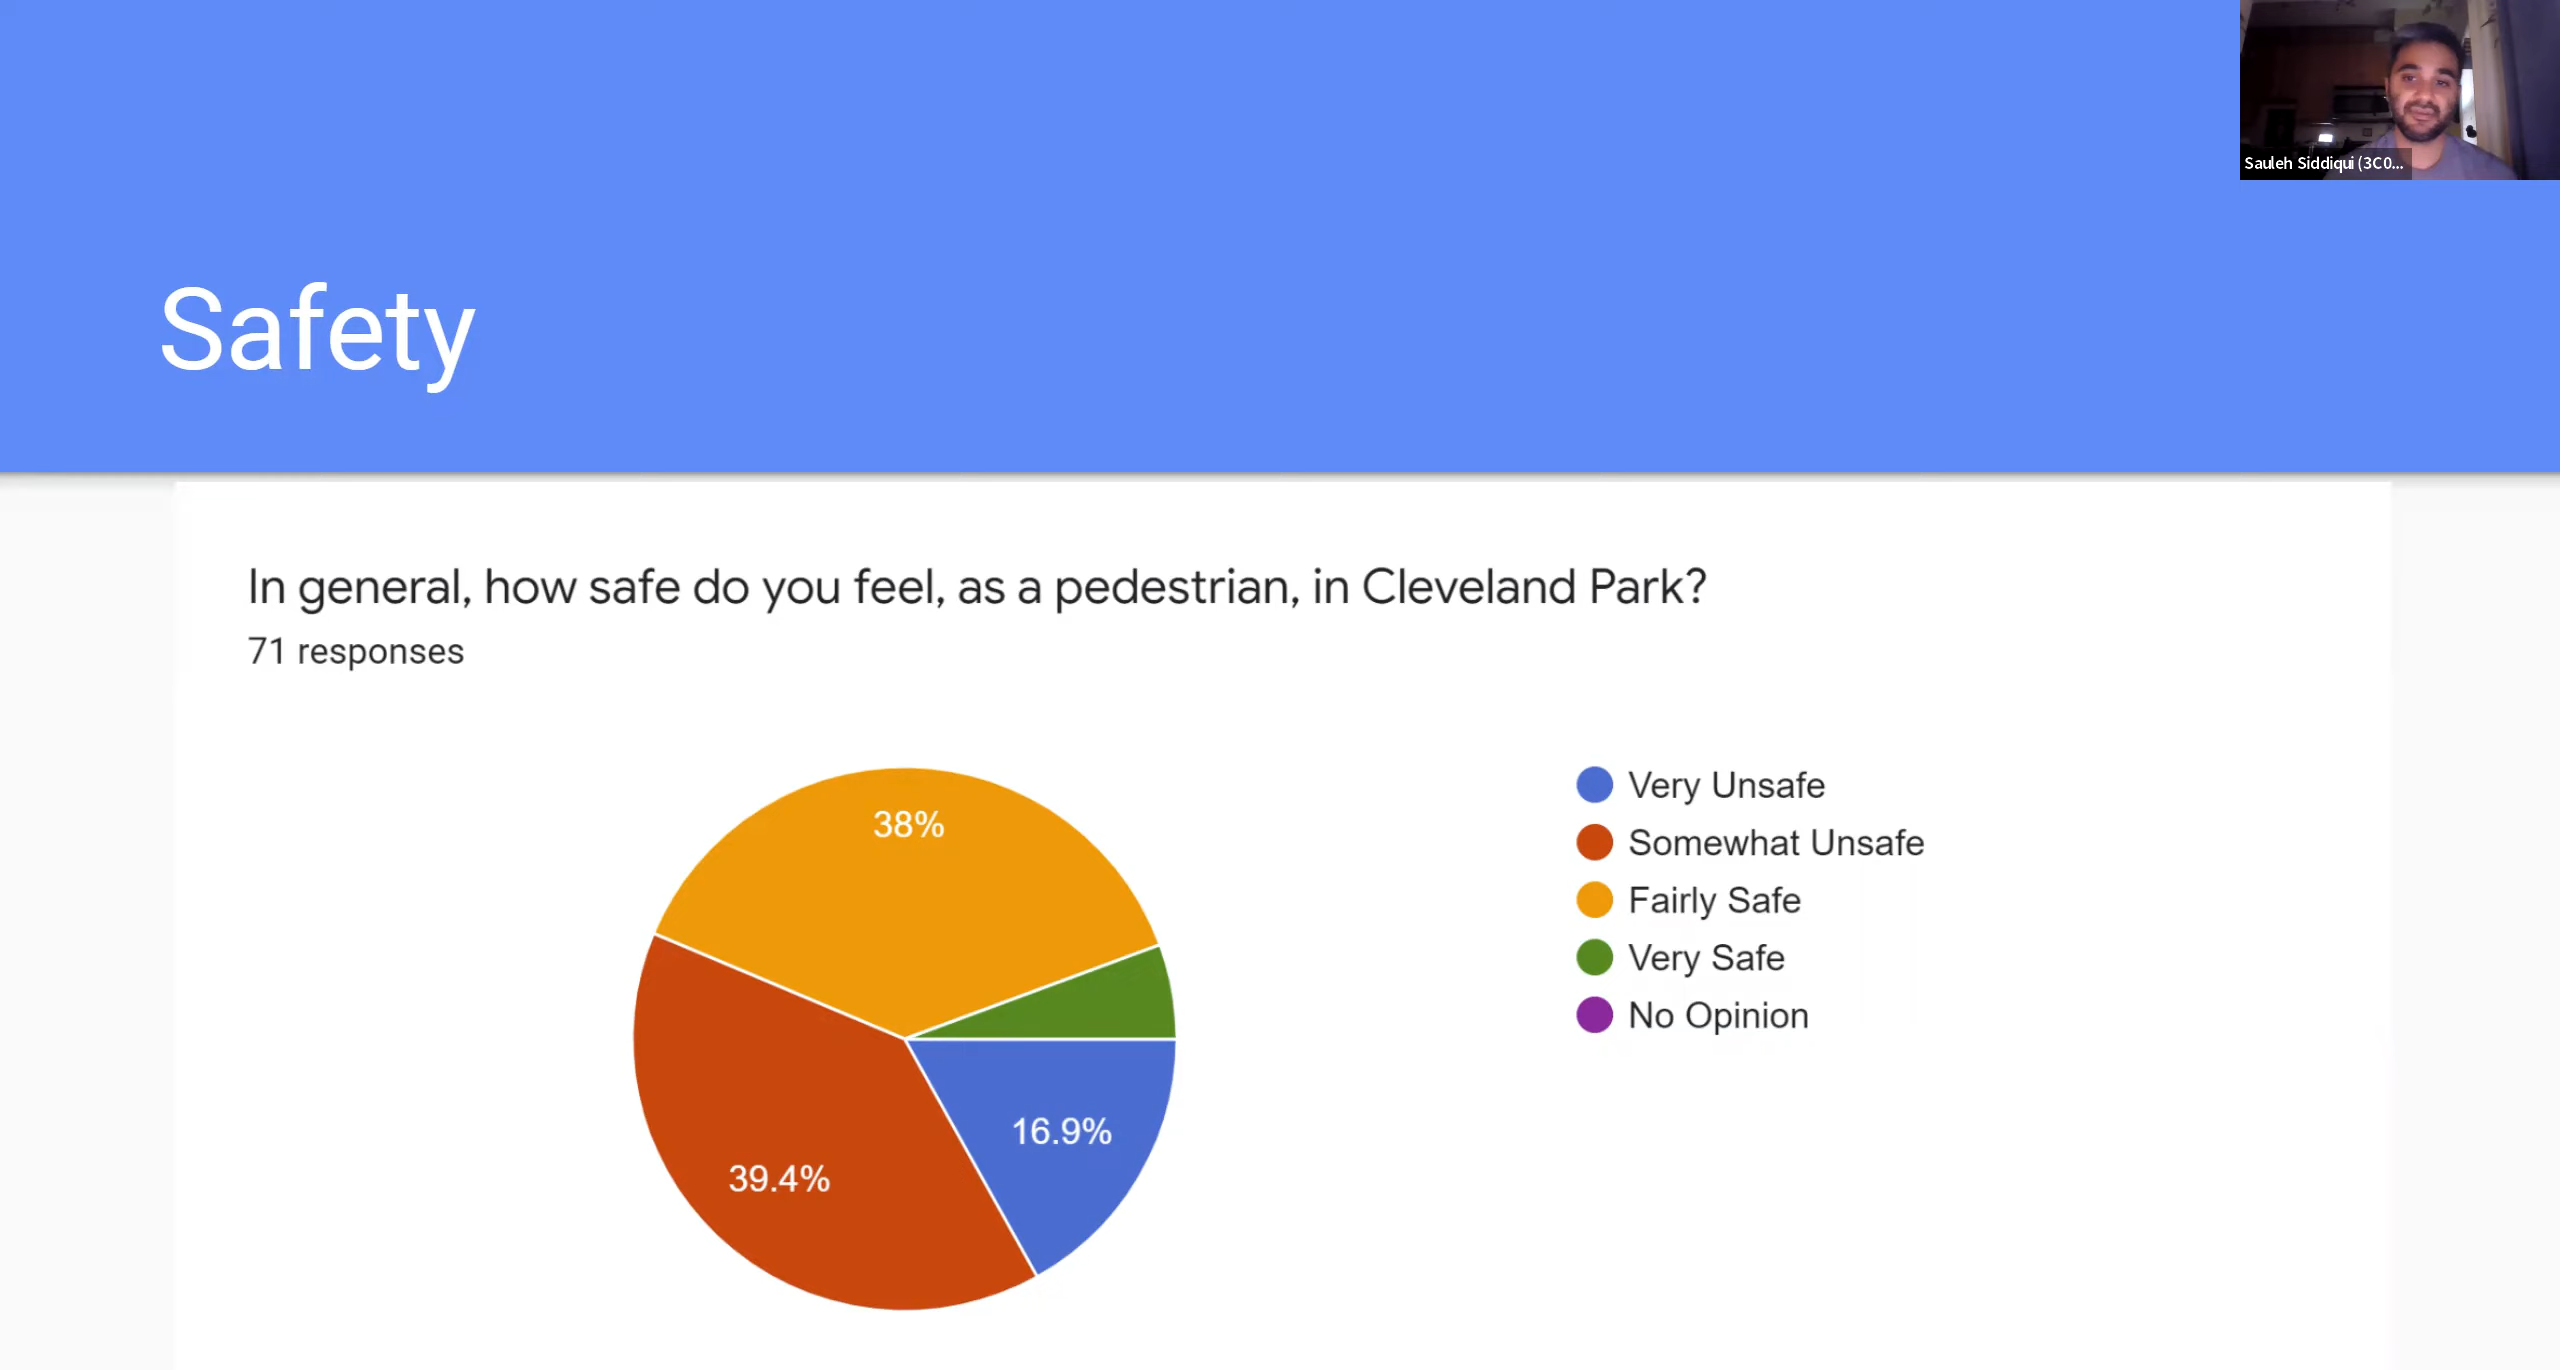 Sauleh Siddiqui (3C0...
Safety
In general, how safe do you feel, as a pedestrian, in Cleveland Park?
71 responses
38%
39.4%
16.9%
Very Unsafe
Somewhat Unsafe
Fairly Safe
Very Safe
No Opinion